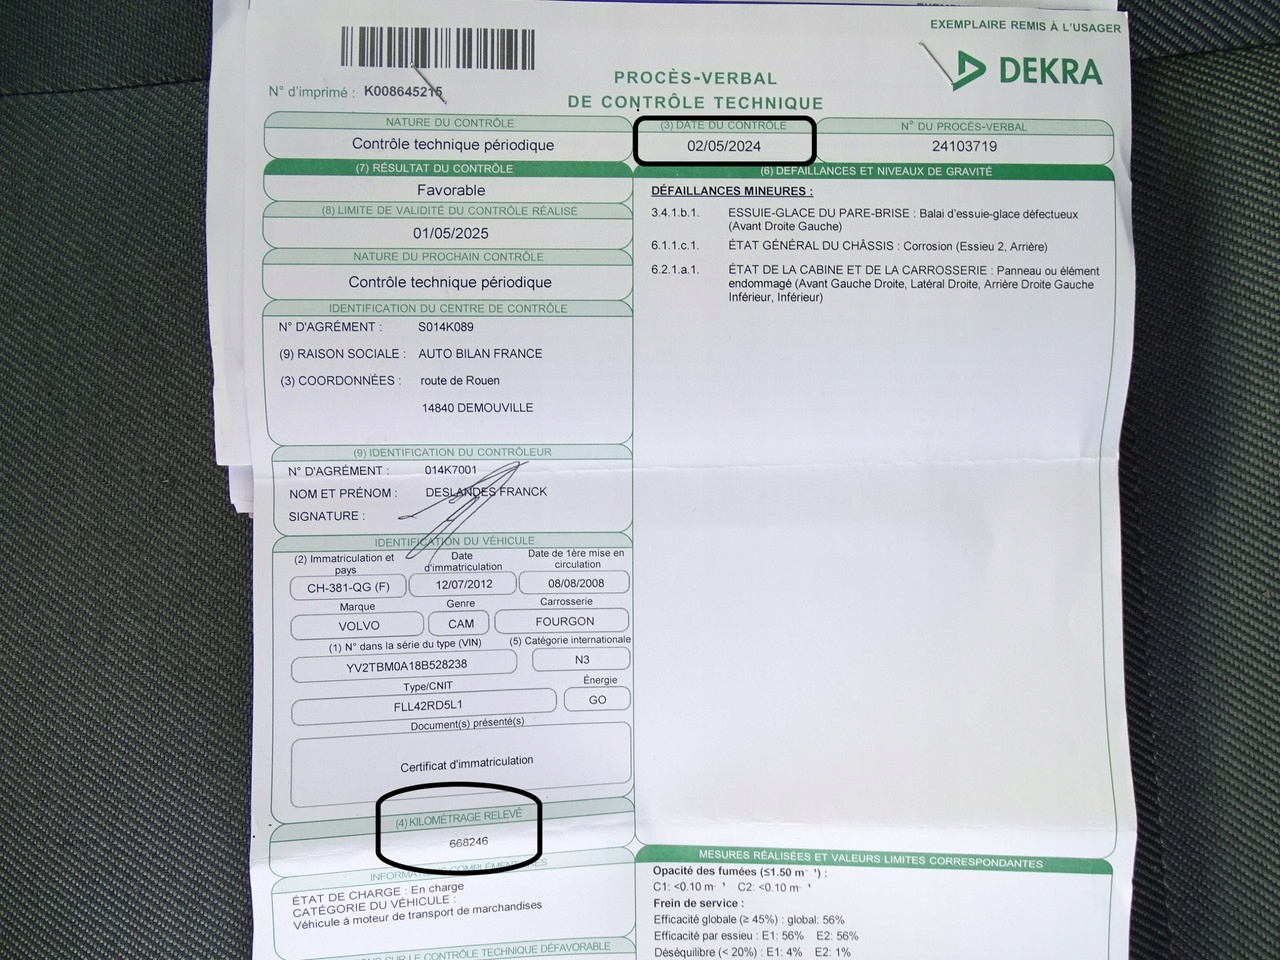 EXEMPLAIRE REMIS À L'USAGER
N° d'imprimé : K008645215
PROCÈS-VERBAL
DE CONTRÔLE TECHNIQUE
DEKRA
NATURE DU CONTRÔLE
Contrôle technique périodique
(3) DATE DU CONTRÔLE
02/05/2024
N° DU PROCÈS-VERBAL
24103719
(7) RÉSULTAT DU CONTRÔLE
Favorable
(8) LIMITE DE VALIDITÉ DU CONTRÔLE RÉALISÉ
01/05/2025
NATURE DU PROCHAIN CONTRÔLE
Contrôle technique périodique
IDENTIFICATION DU CENTRE DE CONTRÔLE
N° D'AGRÉMENT : S014K089
(9) RAISON SOCIALE : AUTO BILAN FRANCE
(3) COORDONNÉES : route de Rouen
14840 DEMOUVILLE
(9) IDENTIFICATION DU CONTRÔLEUR
N° D'AGRÉMENT : 014K7001
NOM ET PRÉNOM : DESLANDES FRANCK
SIGNATURE :
IDENTIFICATION DU VÉHICULE
(2) Immatriculation et pays
CH-381-QG (F)
Date d'immatriculation
12/07/2012
Date de 1ère mise en circulation
08/08/2008
Marque
VOLVO
Genre
CAM
Carrosserie
FOURGON
(1) N° dans la série du type (VIN)
YV2TBM0A18B528238
(5) Catégorie internationale
N3
Type/CNIT
FLL42RD5L1
Énergie
GO
Document(s) présenté(s)
Certificat d'immatriculation
(4) KILOMÉTRAGE RELEVÉ
668246
INFORMATIONS COMPLÉMENTAIRES
ÉTAT DE CHARGE : En charge
CATÉGORIE DU VÉHICULE :
Véhicule à moteur de transport de marchandises
SUR LE CONTRÔLE TECHNIQUE DÉFAVORABLE
(6) DÉFAILLANCES ET NIVEAUX DE GRAVITÉ
DÉFAILLANCES MINEURES :
3.4.1.b.1. ESSUIE-GLACE DU PARE-BRISE : Balai d'essuie-glace défectueux
(Avant Droite Gauche)
6.1.1.c.1. ÉTAT GÉNÉRAL DU CHÂSSIS : Corrosion (Essieu 2, Arrière)
6.2.1.a.1. ÉTAT DE LA CABINE ET DE LA CARROSSERIE : Panneau ou élément
endommagé (Avant Gauche Droite, Latéral Droite, Arrière Droite Gauche
Inférieur, Inférieur)
MESURES RÉALISÉES ET VALEURS LIMITES CORRESPONDANTES
Opacité des fumées (≤1.50 m⁻¹) :
C1: <0.10 m⁻¹ C2: <0.10 m⁻¹
Frein de service :
Efficacité globale (≥ 45%) : global: 56%
Efficacité par essieu : E1: 56% E2: 56%
Déséquilibre (< 20%) : E1: 4% E2: 1%